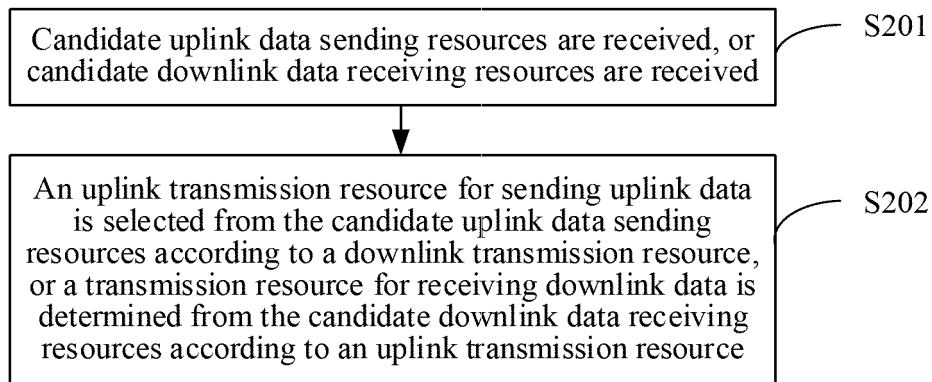 Candidate uplink data sending resources are received, or
candidate downlink data receiving resources are received
S201
An uplink transmission resource for sending uplink data
is selected from the candidate uplink data sending
resources according to a downlink transmission resource,
or a transmission resource for receiving downlink data is
determined from the candidate downlink data receiving
resources according to an uplink transmission resource
S202